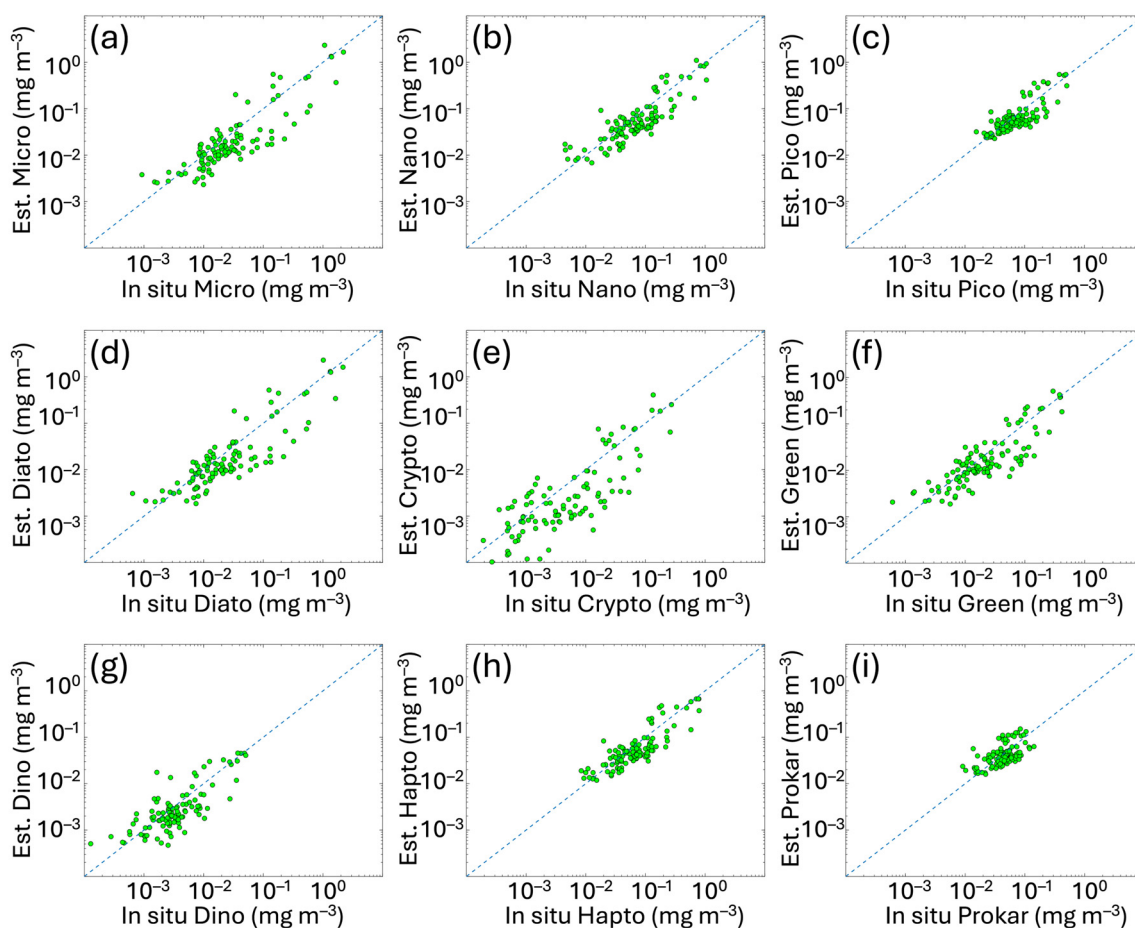 (a)
Est. Micro (mg m⁻³)
10⁰
10⁻¹
10⁻²
10⁻³
10⁻³ 10⁻² 10⁻¹ 10⁰
In situ Micro (mg m⁻³)
(b)
Est. Nano (mg m⁻³)
10⁰
10⁻¹
10⁻²
10⁻³
10⁻³ 10⁻² 10⁻¹ 10⁰
In situ Nano (mg m⁻³)
(c)
Est. Pico (mg m⁻³)
10⁰
10⁻¹
10⁻²
10⁻³
10⁻³ 10⁻² 10⁻¹ 10⁰
In situ Pico (mg m⁻³)
(d)
Est. Diato (mg m⁻³)
10⁰
10⁻¹
10⁻²
10⁻³
10⁻³ 10⁻² 10⁻¹ 10⁰
In situ Diato (mg m⁻³)
(e)
Est. Crypto (mg m⁻³)
10⁰
10⁻¹
10⁻²
10⁻³
10⁻³ 10⁻² 10⁻¹ 10⁰
In situ Crypto (mg m⁻³)
(f)
Est. Green (mg m⁻³)
10⁰
10⁻¹
10⁻²
10⁻³
10⁻³ 10⁻² 10⁻¹ 10⁰
In situ Green (mg m⁻³)
(g)
Est. Dino (mg m⁻³)
10⁰
10⁻¹
10⁻²
10⁻³
10⁻³ 10⁻² 10⁻¹ 10⁰
In situ Dino (mg m⁻³)
(h)
Est. Hapto (mg m⁻³)
10⁰
10⁻¹
10⁻²
10⁻³
10⁻³ 10⁻² 10⁻¹ 10⁰
In situ Hapto (mg m⁻³)
(i)
Est. Prokar (mg m⁻³)
10⁰
10⁻¹
10⁻²
10⁻³
10⁻³ 10⁻² 10⁻¹ 10⁰
In situ Prokar (mg m⁻³)